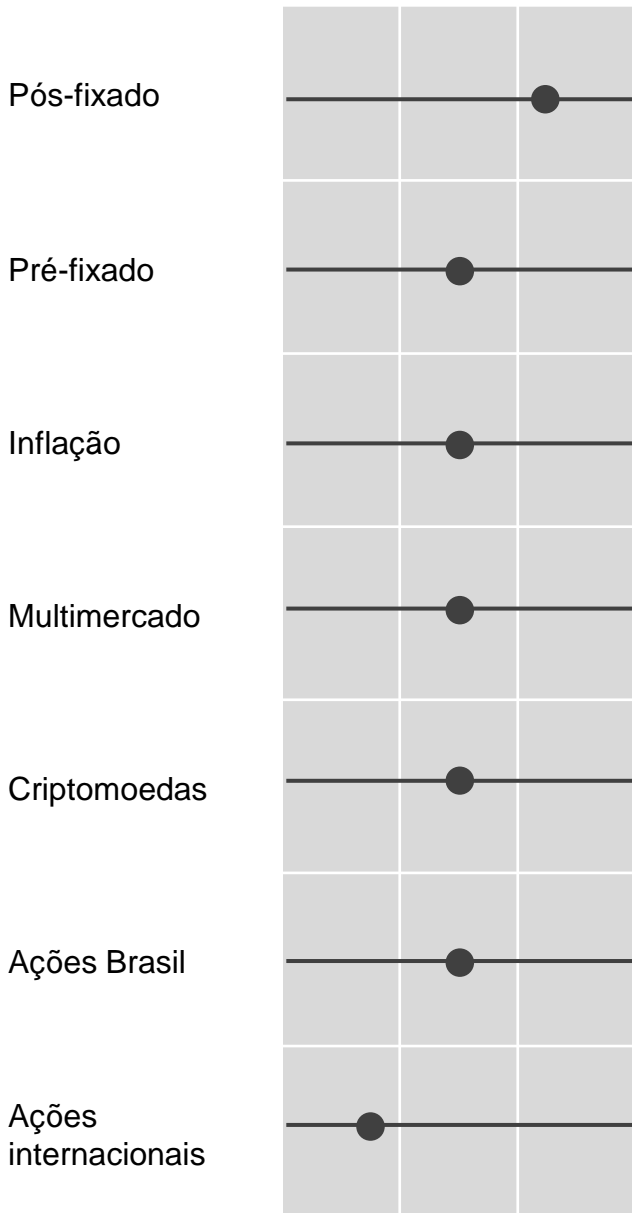 Pós-fixado
Pré-fixado
Inflação
Multimercado
Criptomoedas
Ações Brasil
Ações
internacionais